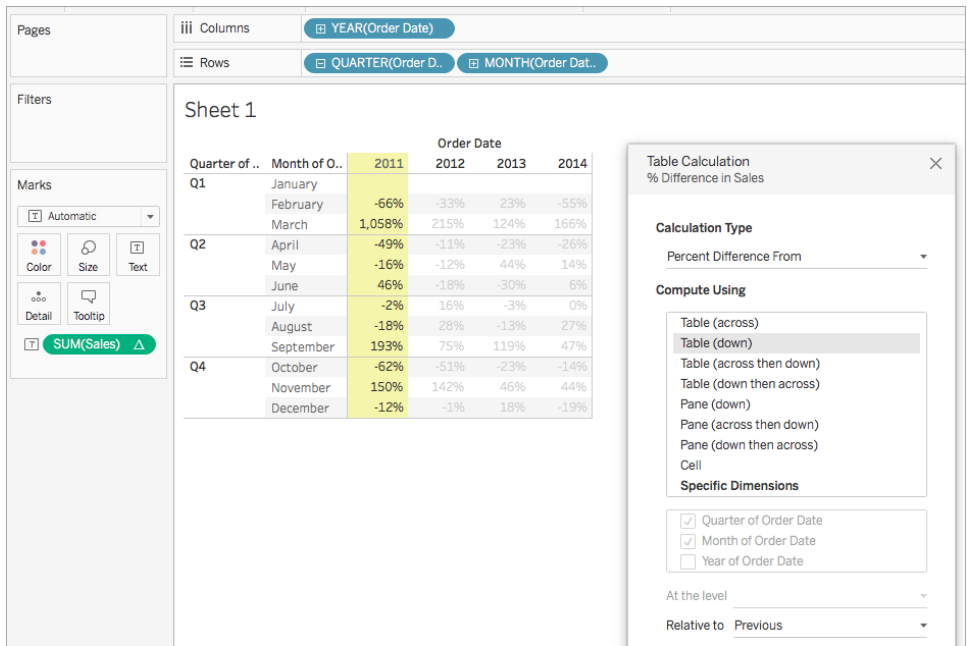 Pages
Columns
YEAR(Order Date)
Rows
QUARTER(Order D..
MONTH(Order Dat..
Filters
Marks
Automatic
Color
Size
Text
Detail
Tooltip
SUM(Sales)
Sheet 1
Order Date
Quarter of .. Month of O.. 2011 2012 2013 2014
Q1 January
February -66% -33% 23% -55%
March 1,058% 215% 124% 166%
Q2 April -49% -11% -23% -26%
May -16% -12% 44% 14%
June 46% -18% -30% 6%
Q3 July -2% 16% -3% 0%
August -18% 28% -13% 27%
September 193% 75% 119% 47%
Q4 October -62% -51% -23% -14%
November 150% 142% 46% 44%
December -12% -1% 18% -19%
Table Calculation
% Difference in Sales
Calculation Type
Percent Difference From
Compute Using
Table (across)
Table (down)
Table (across then down)
Table (down then across)
Pane (down)
Pane (across then down)
Pane (down then across)
Cell
Specific Dimensions
Quarter of Order Date
Month of Order Date
Year of Order Date
At the level
Relative to Previous